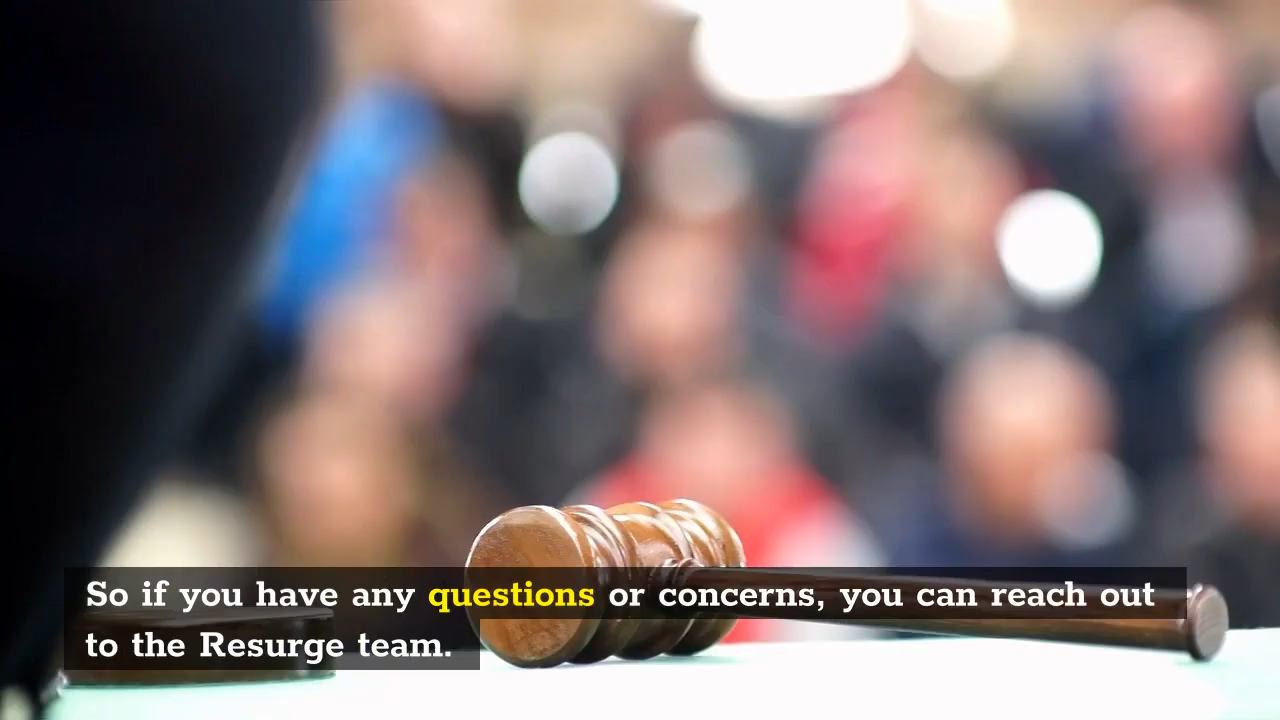 So if you have any questions or concerns, you can reach out
to the Resurge team.